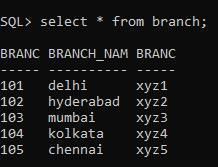 SQL> select * from branch;
BRANC BRANCH_NAM BRANC
----- ---------- -----
101 delhi xyz1
102 hyderabad xyz2
103 mumbai xyz3
104 kolkata xyz4
105 chennai xyz5